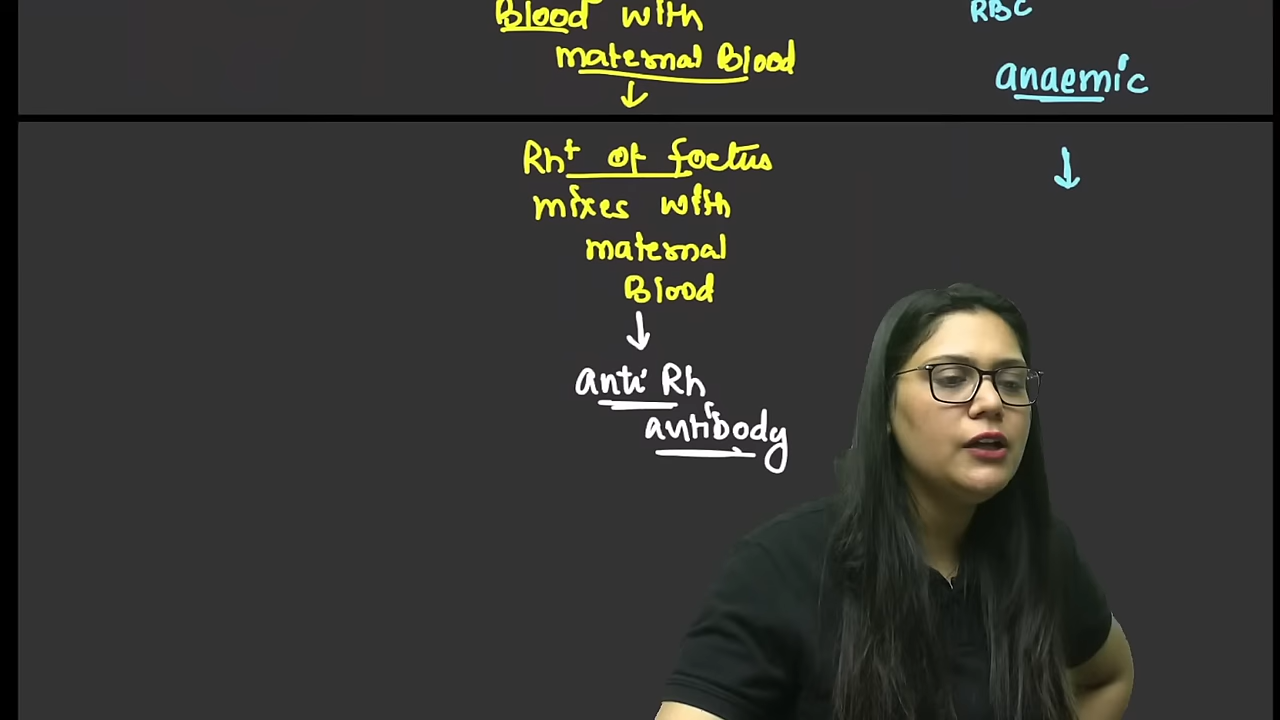 Blood with
maternal Blood
↓
Rh+ of foetus
mixes with
maternal
Blood
↓
anti Rh
antibody
RBC
anaemic
↓